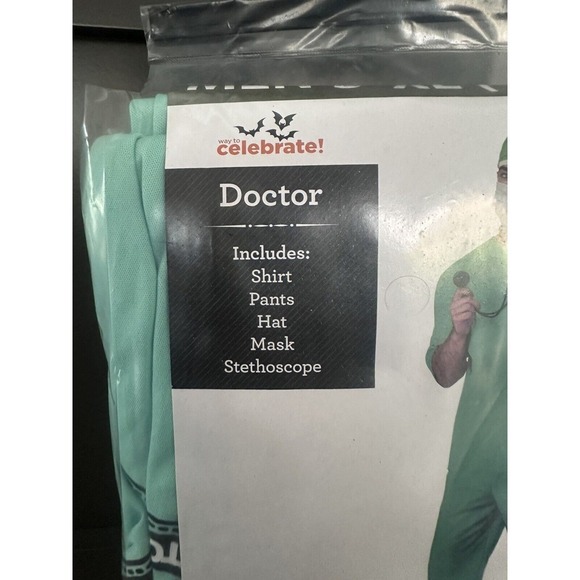 way to
celebrate!
Doctor
Includes:
Shirt
Pants
Hat
Mask
Stethoscope